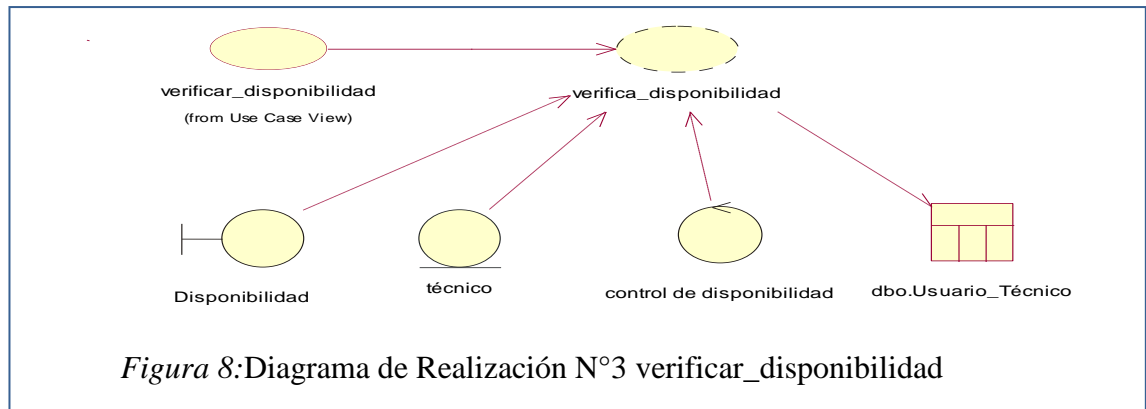 verificar_disponibilidad
(from Use Case View)
verifica_disponibilidad
Disponibilidad
técnico
control de disponibilidad
dbo.Usuario_Técnico
Figura 8:Diagrama de Realización N°3 verificar_disponibilidad